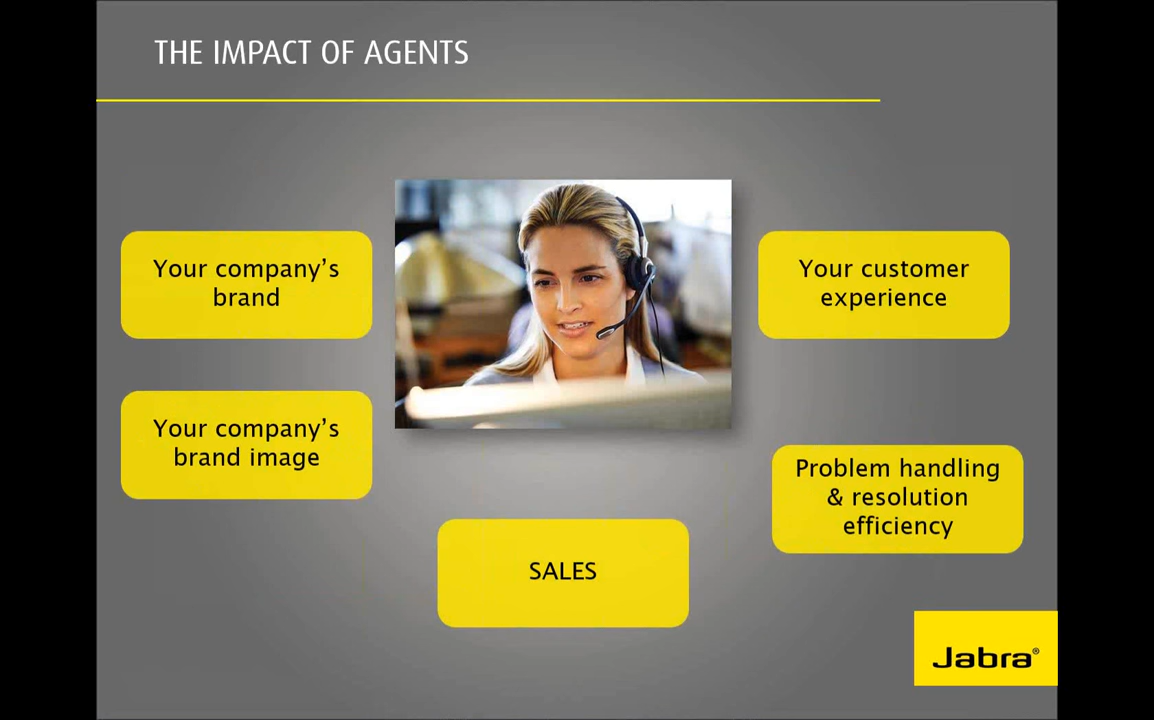 THE IMPACT OF AGENTS
Your company’s
brand
Your customer
experience
Your company’s
brand image
Problem handling
& resolution
efficiency
SALES
Jabra®